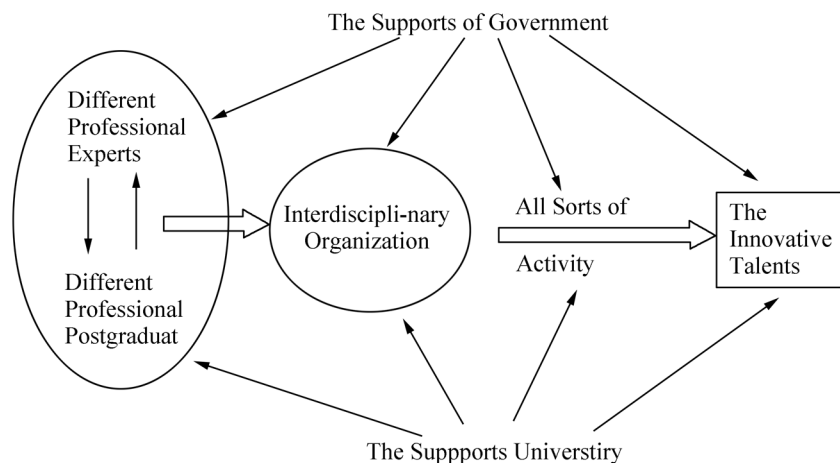 The Supports of Government
Different
Professional
Experts
Different
Professional
Postgraduat
Interdiscipli-nary
Organization
All Sorts of
Activity
The
Innovative
Talents
The Suppports Universtiry